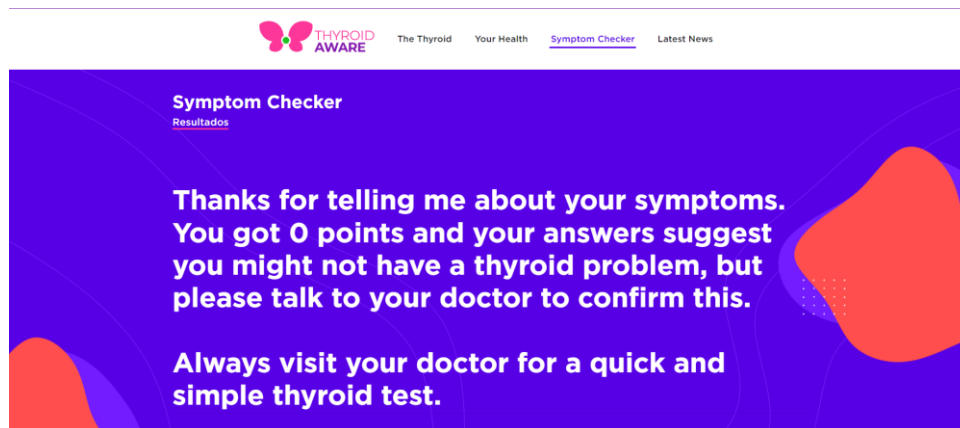 THYROID
AWARE
The Thyroid
Your Health
Symptom Checker
Latest News
Symptom Checker
Resultados
Thanks for telling me about your symptoms.
You got 0 points and your answers suggest
you might not have a thyroid problem, but
please talk to your doctor to confirm this.
Always visit your doctor for a quick and
simple thyroid test.